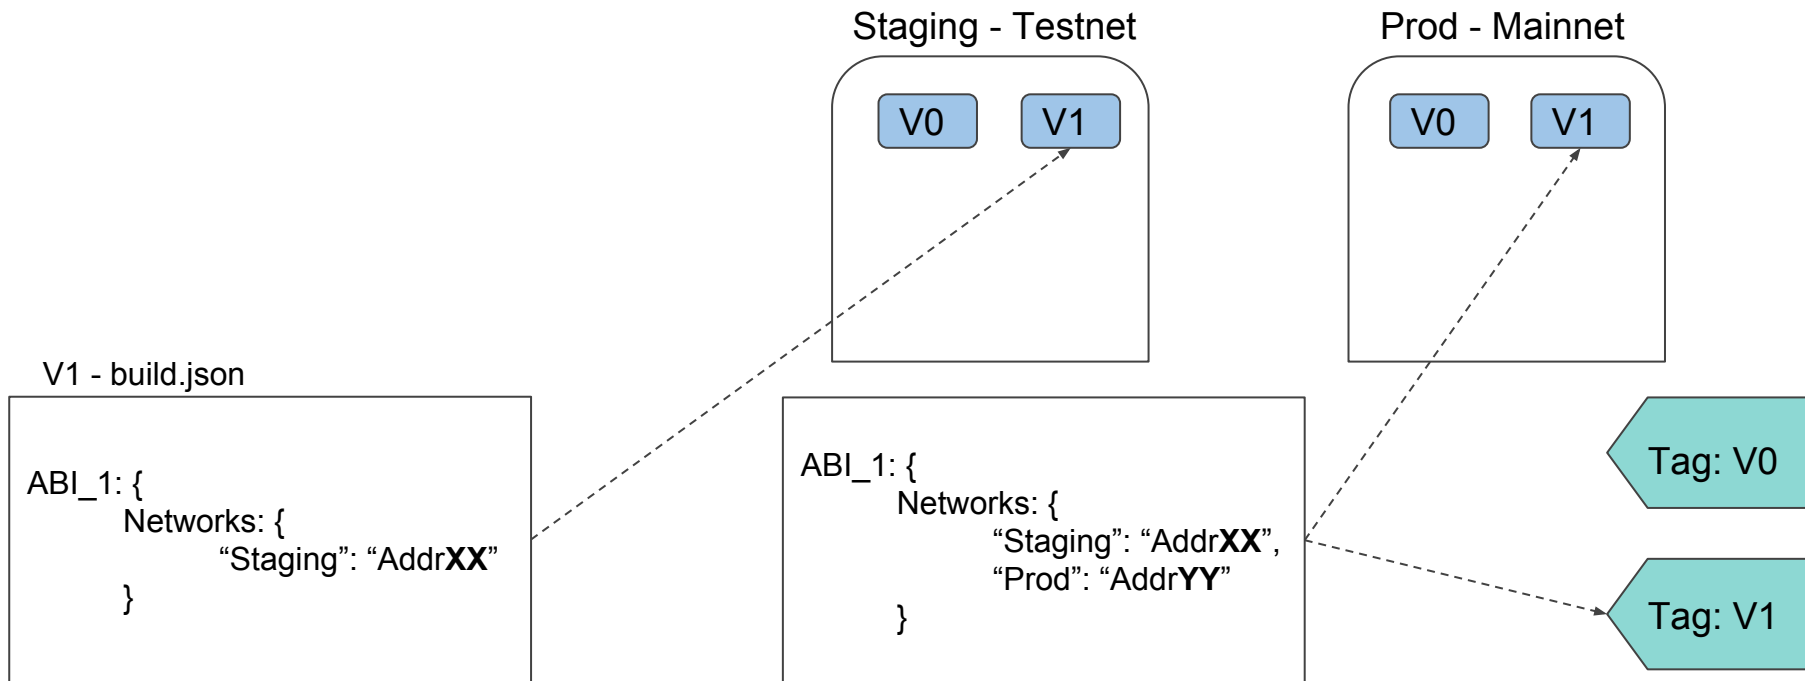 Staging - Testnet
Prod - Mainnet
V0
V1
V0
V1
V1 - build.json
ABI_1: {
Networks: {
“Staging”: “AddrXX”
}
ABI_1: {
Networks: {
“Staging”: “AddrXX”,
“Prod”: “AddrYY”
}
Tag: V0
Tag: V1